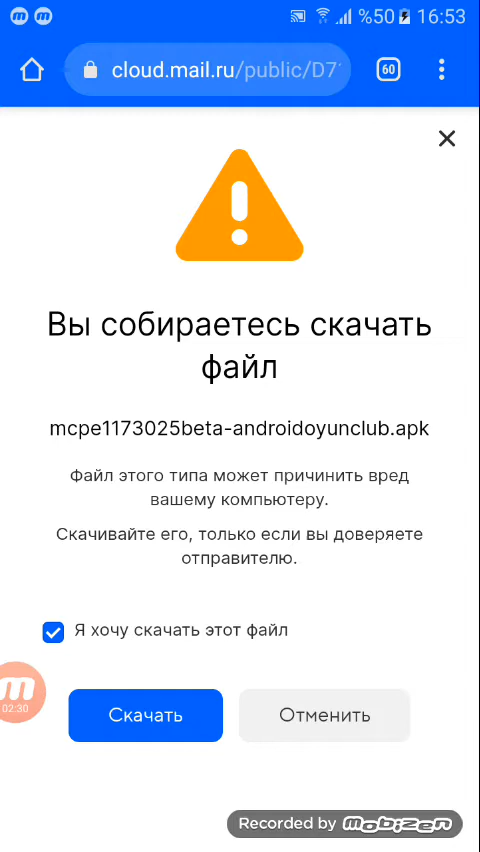 %50 16:53
cloud.mail.ru/public/D7
60
Вы собираетесь скачать
файл
mcpe1173025beta-androidoyunclub.apk
Файл этого типа может причинить вред
вашему компьютеру.
Скачивайте его, только если вы доверяете
отправителю.
Я хочу скачать этот файл
02:30
Скачать
Отменить
Recorded by mobizen